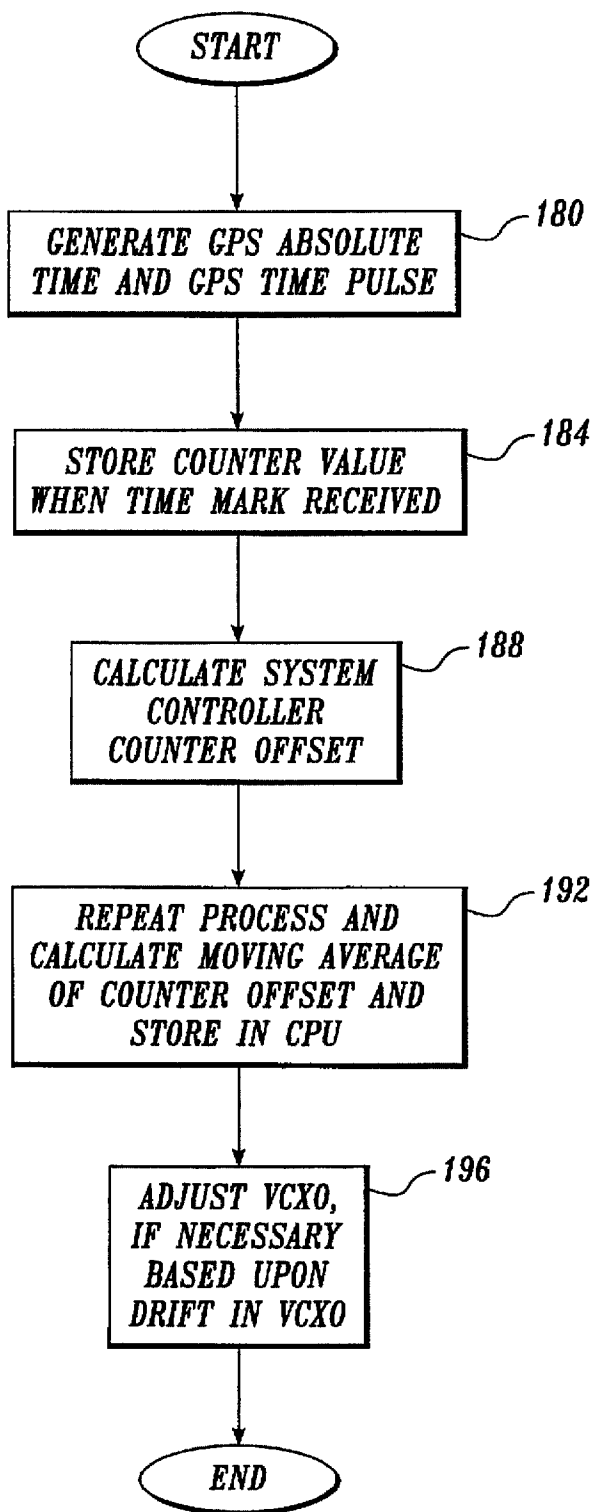 START
180
GENERATE GPS ABSOLUTE
TIME AND GPS TIME PULSE
184
STORE COUNTER VALUE
WHEN TIME MARK RECEIVED
188
CALCULATE SYSTEM
CONTROLLER
COUNTER OFFSET
192
REPEAT PROCESS AND
CALCULATE MOVING AVERAGE
OF COUNTER OFFSET AND
STORE IN CPU
196
ADJUST VCXO,
IF NECESSARY
BASED UPON
DRIFT IN VCXO
END